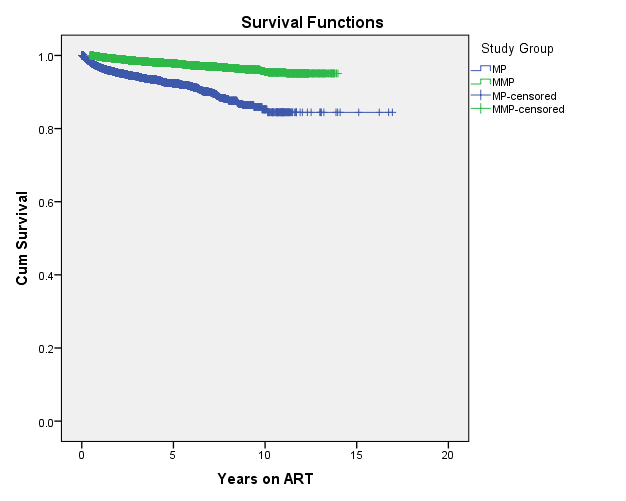 Survival Functions
Study Group
MP
MMP
MP-censored
MMP-censored
Cum Survival
1.0
0.8
0.6
0.4
0.2
0.0
0 5 10 15 20
Years on ART